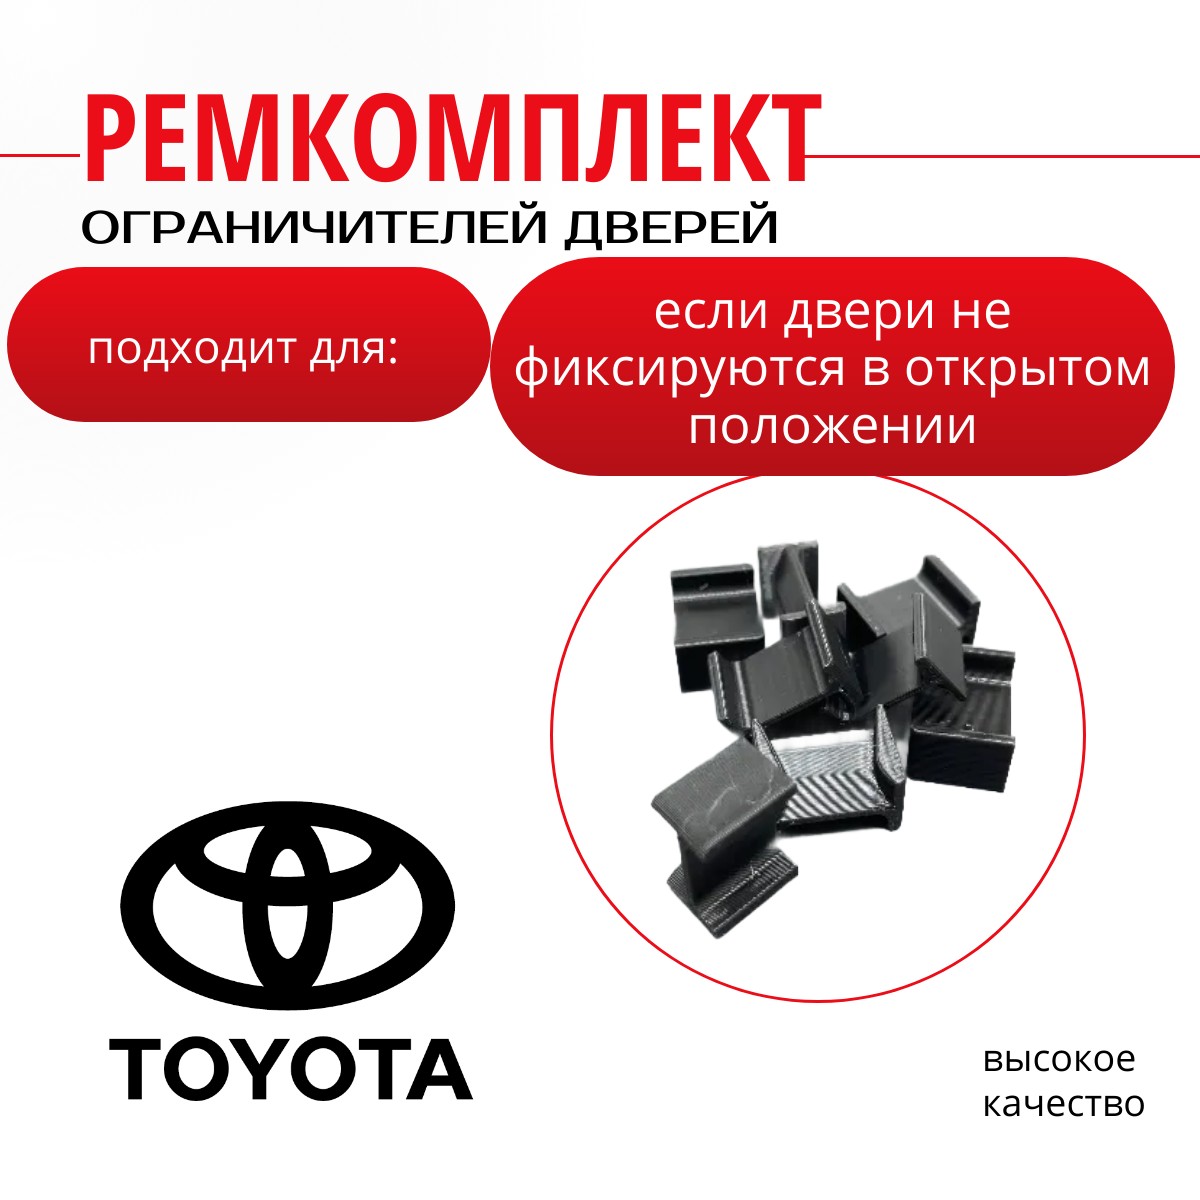 РЕМКОМПЛЕКТ
ОГРАНИЧИТЕЛЕЙ ДВЕРЕЙ
подходит для:
если двери не
фиксируются в открытом
положении
TOYOTA
высокое
качество